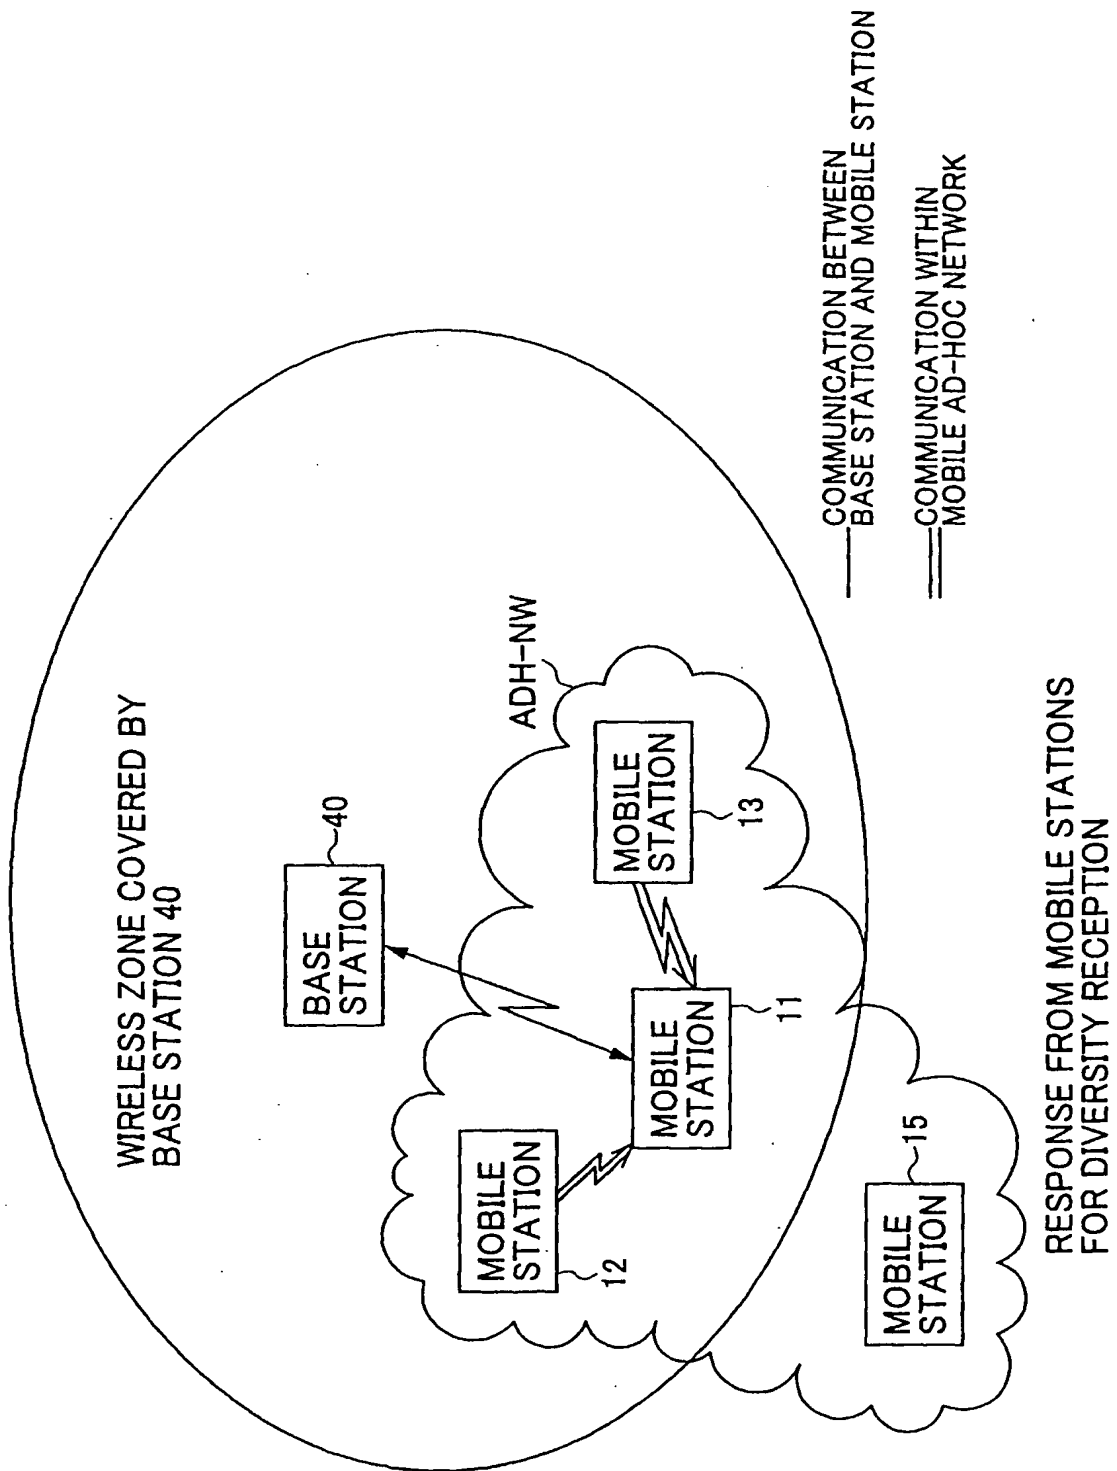 WIRELESS ZONE COVERED BY
BASE STATION 40
BASE
STATION
40
ADH-NW
MOBILE
STATION
12
MOBILE
STATION
11
MOBILE
STATION
13
MOBILE
STATION
15
COMMUNICATION BETWEEN
BASE STATION AND MOBILE STATION
COMMUNICATION WITHIN
MOBILE AD-HOC NETWORK
RESPONSE FROM MOBILE STATIONS
FOR DIVERSITY RECEPTION